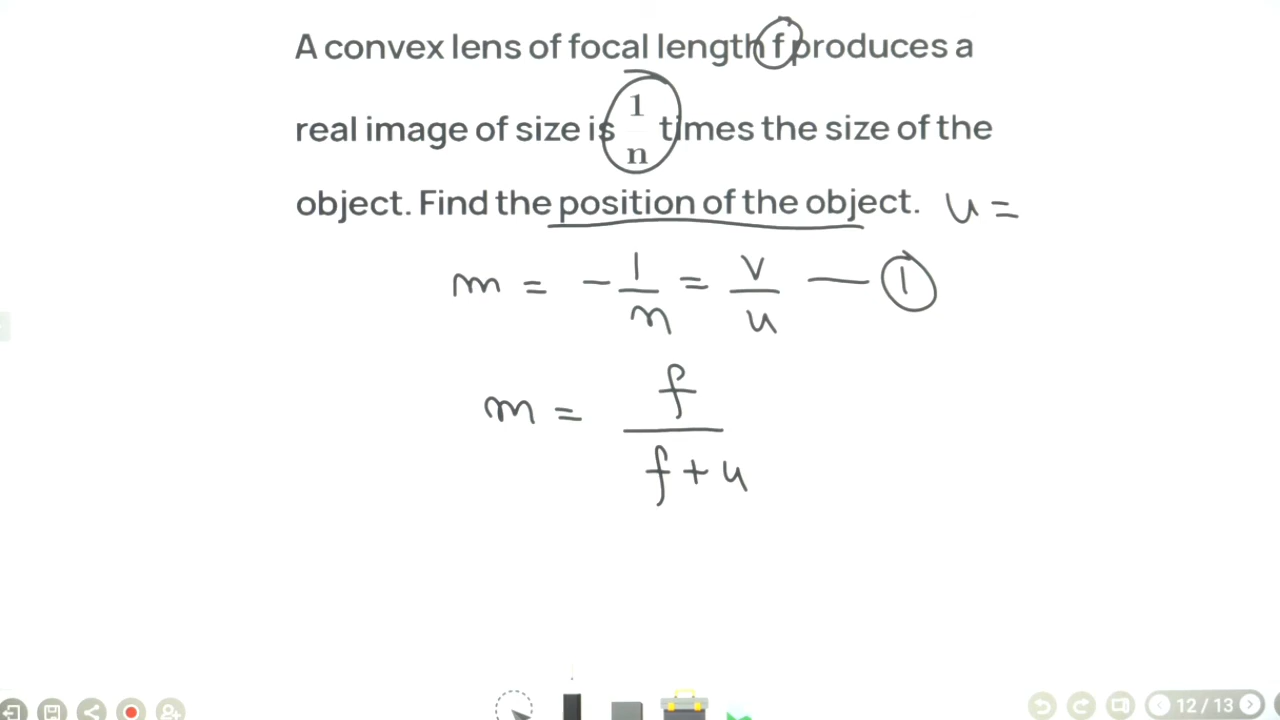 A convex lens of focal length f produces a
real image of size is 1/n times the size of the
object. Find the position of the object. u =
m = - 1/n = v/u — ①
m = f/(f+u)
12 / 13